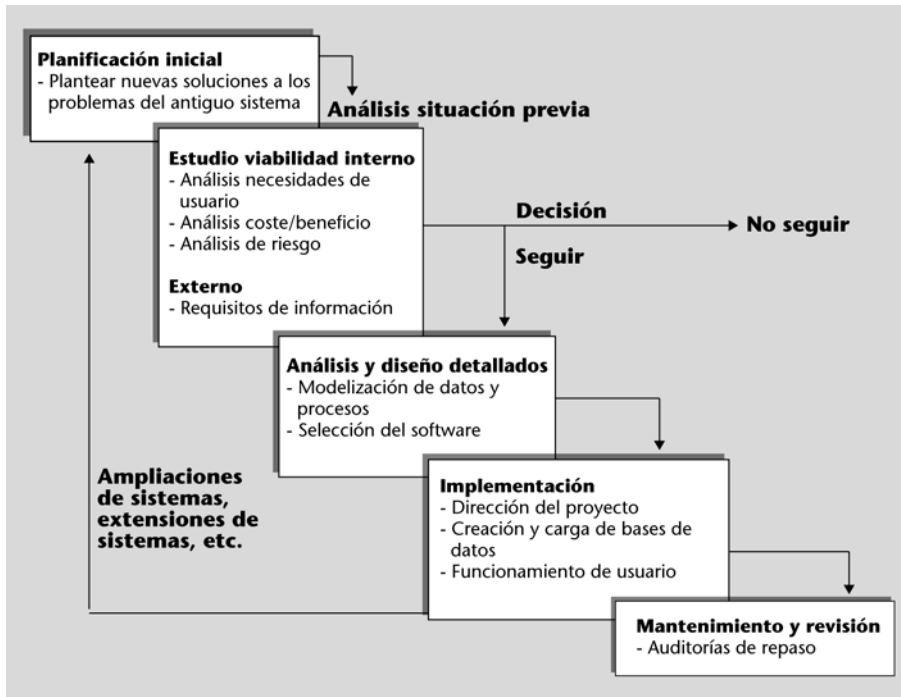 Planificación inicial
- Plantear nuevas soluciones a los
problemas del antiguo sistema
Análisis situación previa
Estudio viabilidad interno
- Análisis necesidades de
usuario
- Análisis coste/beneficio
- Análisis de riesgo
Externo
- Requisitos de información
Decisión
No seguir
Seguir
Análisis y diseño detallados
- Modelización de datos y
procesos
- Selección del software
Ampliaciones
de sistemas,
extensiones de
sistemas, etc.
Implementación
- Dirección del proyecto
- Creación y carga de bases de
datos
- Funcionamiento de usuario
Mantenimiento y revisión
- Auditorías de repaso